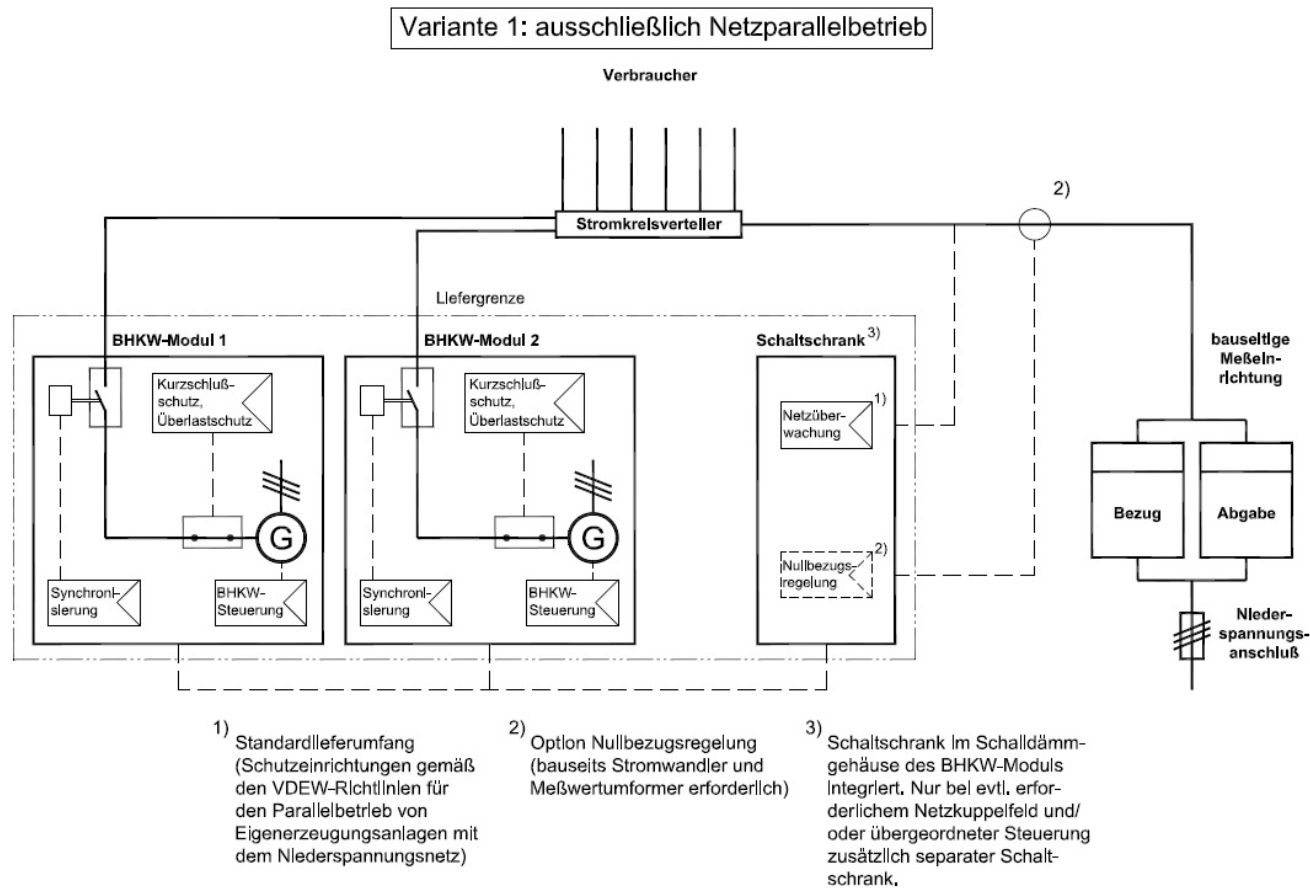 Variante 1: ausschließlich Netzparallelbetrieb
Verbraucher
2)
Stromkreisverteiler
Liefergrenze
BHKW-Modul 1
BHKW-Modul 2
Schaltschrank 3)
bauseitige
Meßein-
richtung
Kurzschluß-
schutz,
Überlastschutz
Kurzschluß-
schutz,
Überlastschutz
Netzüber-
wachung
1)
G
G
Bezug
Abgabe
Synchroni-
sierung
BHKW-
Steuerung
Synchroni-
sierung
BHKW-
Steuerung
Nullbezugs-
regelung
2)
Nieder-
spannungs-
anschluß
1) Standardlieferumfang
(Schutzeinrichtungen gemäß
den VDEW-Richtlinien für
den Parallelbetrieb von
Eigenerzeugungsanlagen mit
dem Niederspannungsnetz)
2) Option Nullbezugsregelung
(bauseits Stromwandler und
Meßwertumformer erforderlich)
3) Schaltschrank im Schalldämm-
gehäuse des BHKW-Moduls
integriert. Nur bei evtl. erfor-
derlichem Netzkuppelfeld und/
oder übergeordneter Steuerung
zusätzlich separater Schalt-
schrank.